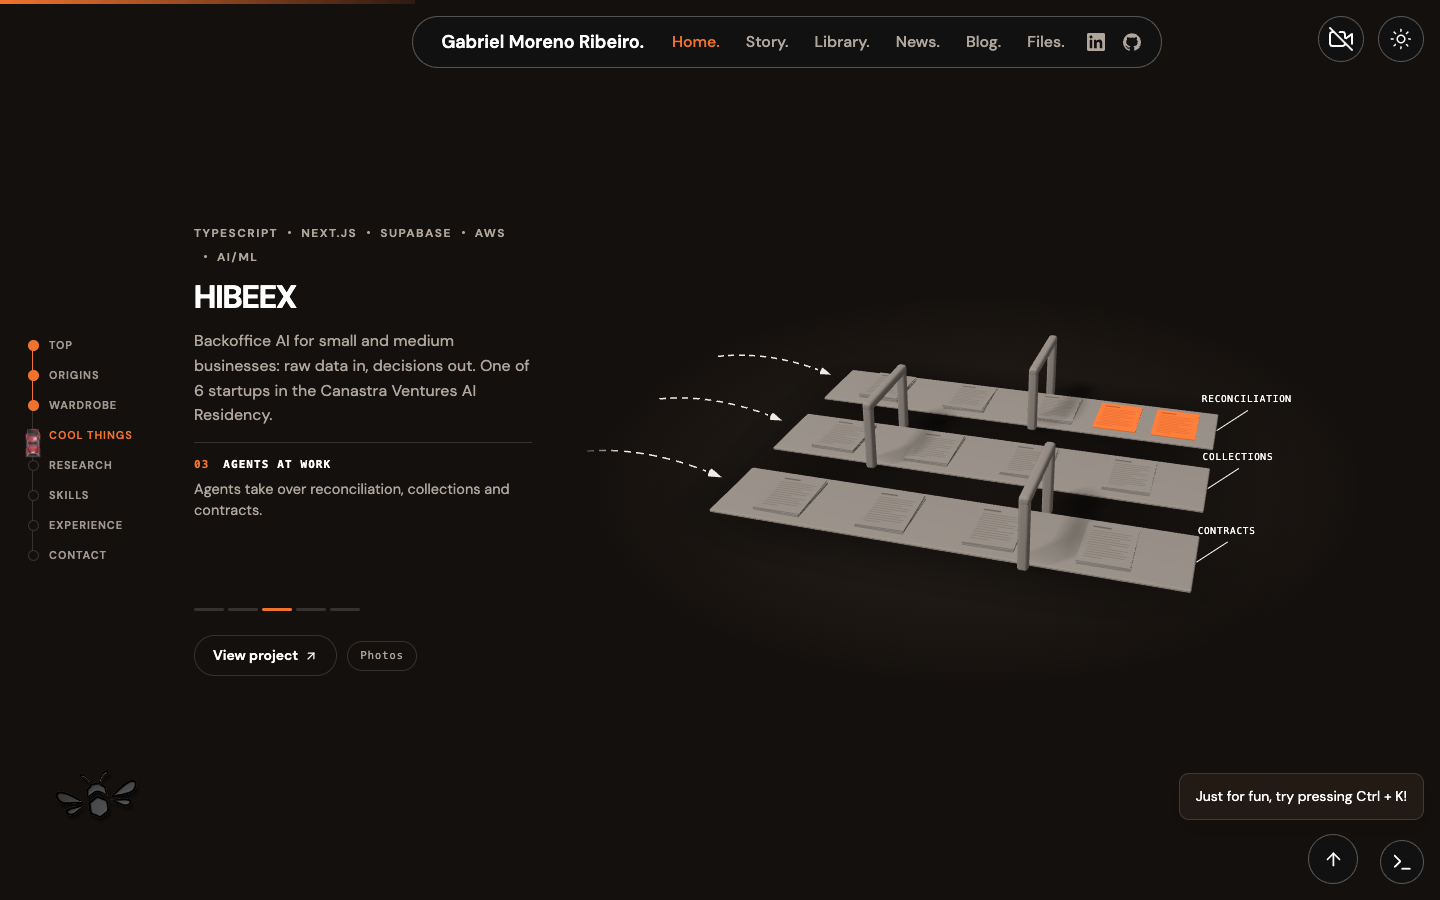 Gabriel Moreno Ribeiro. Home. Story. Library. News. Blog. Files.
TYPESCRIPT • NEXT.JS • SUPABASE • AWS
• AI/ML
HIBEEX
Backoffice AI for small and medium
businesses: raw data in, decisions out. One of
6 startups in the Canastra Ventures AI
Residency.
03 AGENTS AT WORK
Agents take over reconciliation, collections and
contracts.
View project
Photos
TOP
ORIGINS
WARDROBE
COOL THINGS
RESEARCH
SKILLS
EXPERIENCE
CONTACT
RECONCILIATION
COLLECTIONS
CONTRACTS
Just for fun, try pressing Ctrl + K!